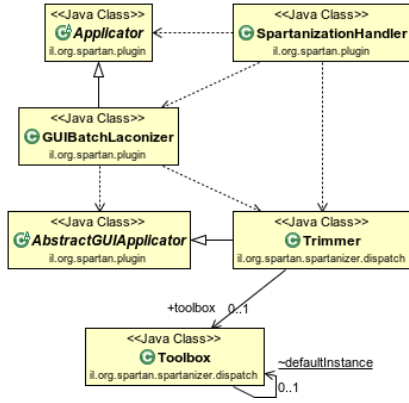 <<Java Class>>
Applicator
il.org.spartan.plugin
<<Java Class>>
SpartanizationHandler
il.org.spartan.plugin
<<Java Class>>
GUIBatchLaconizer
il.org.spartan.plugin
<<Java Class>>
AbstractGUIApplicator
il.org.spartan.plugin
<<Java Class>>
Trimmer
il.org.spartan.spartanizer.dispatch
+toolbox 0..1
<<Java Class>>
Toolbox
il.org.spartan.spartanizer.dispatch
~defaultInstance
0..1